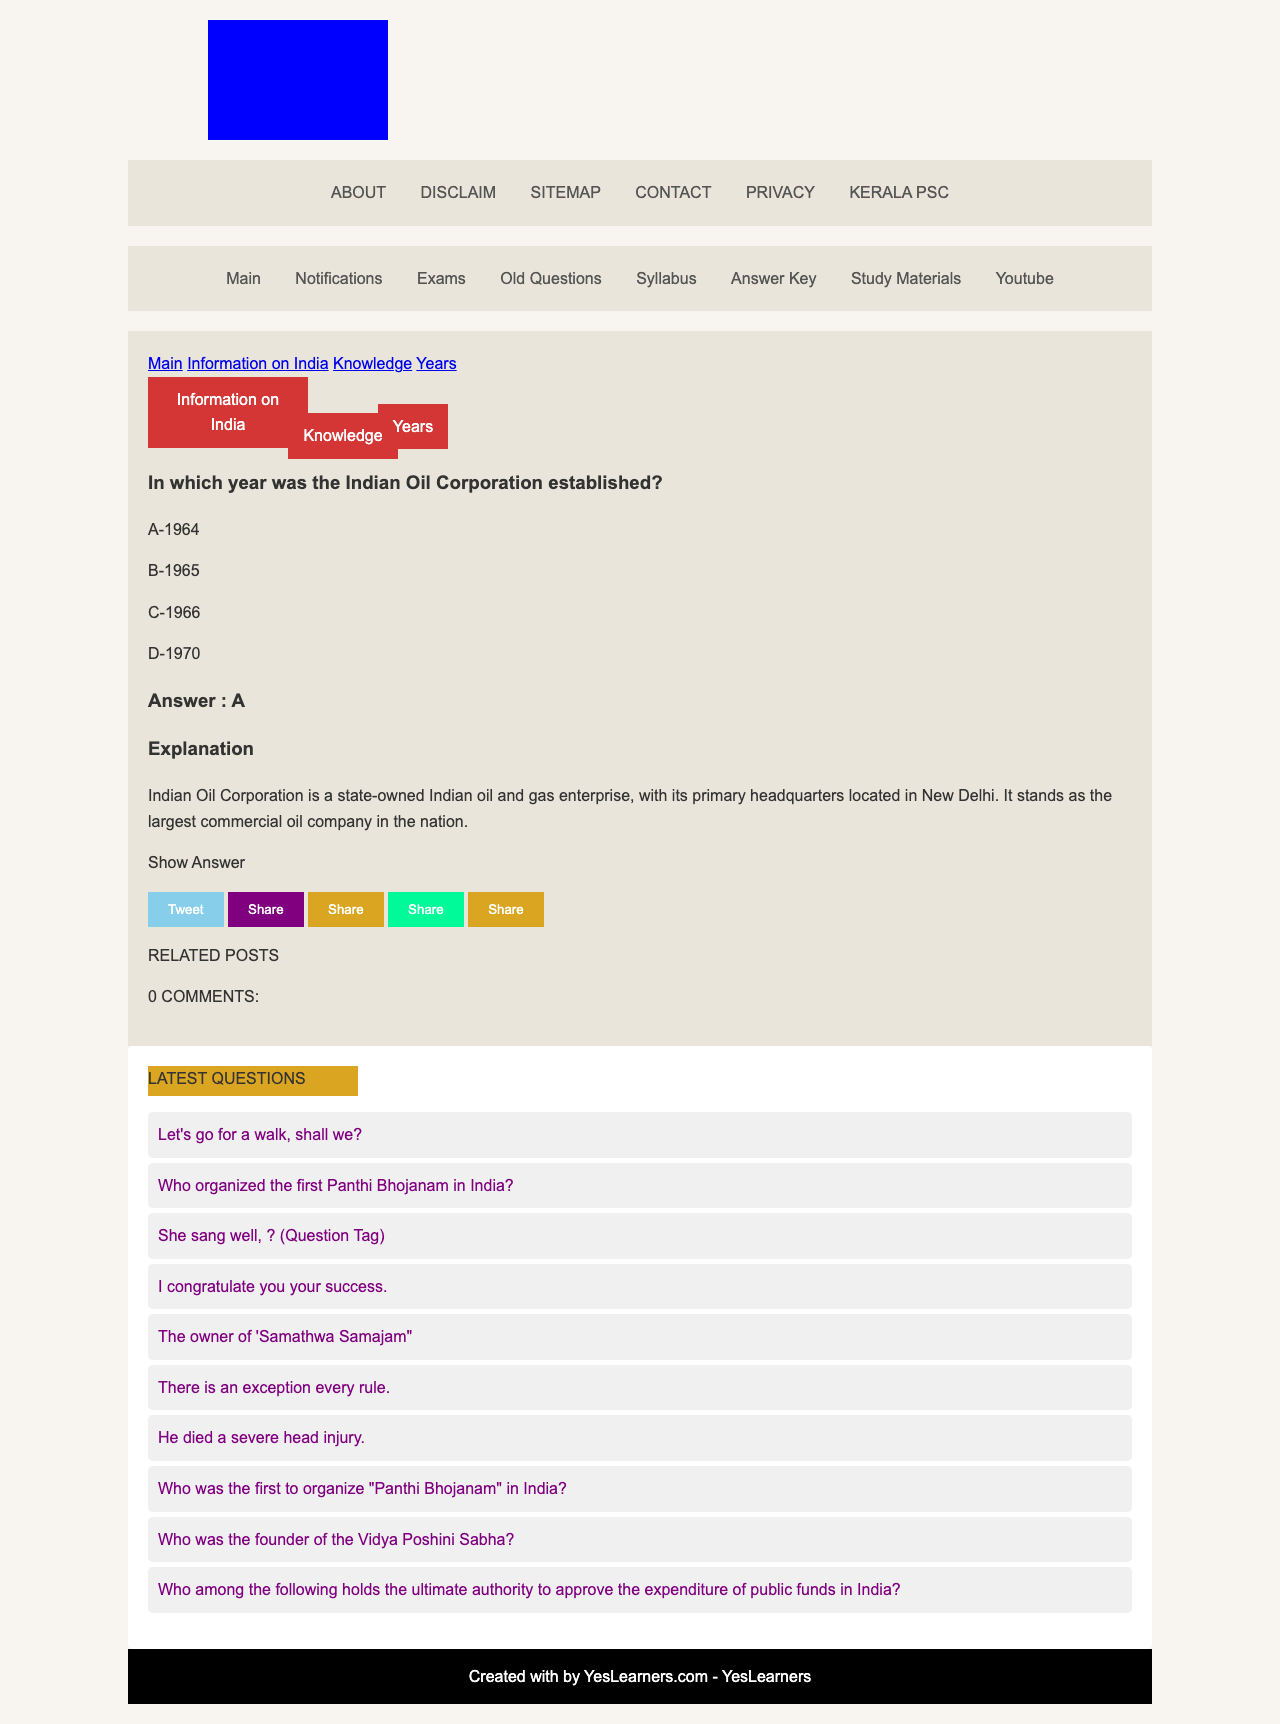 ABOUT DISCLAIM SITEMAP CONTACT PRIVACY KERALA PSC
Main Notifications Exams Old Questions Syllabus Answer Key Study Materials Youtube
Main Information on India Knowledge Years
Information on
India
Knowledge
Years
In which year was the Indian Oil Corporation established?
A-1964
B-1965
C-1966
D-1970
Answer : A
Explanation
Indian Oil Corporation is a state-owned Indian oil and gas enterprise, with its primary headquarters located in New Delhi. It stands as the
largest commercial oil company in the nation.
Show Answer
Tweet Share Share Share Share
RELATED POSTS
0 COMMENTS:
LATEST QUESTIONS
Let's go for a walk, shall we?
Who organized the first Panthi Bhojanam in India?
She sang well, ? (Question Tag)
I congratulate you your success.
The owner of 'Samathwa Samajam"
There is an exception every rule.
He died a severe head injury.
Who was the first to organize "Panthi Bhojanam" in India?
Who was the founder of the Vidya Poshini Sabha?
Who among the following holds the ultimate authority to approve the expenditure of public funds in India?
Created with by YesLearners.com - YesLearners